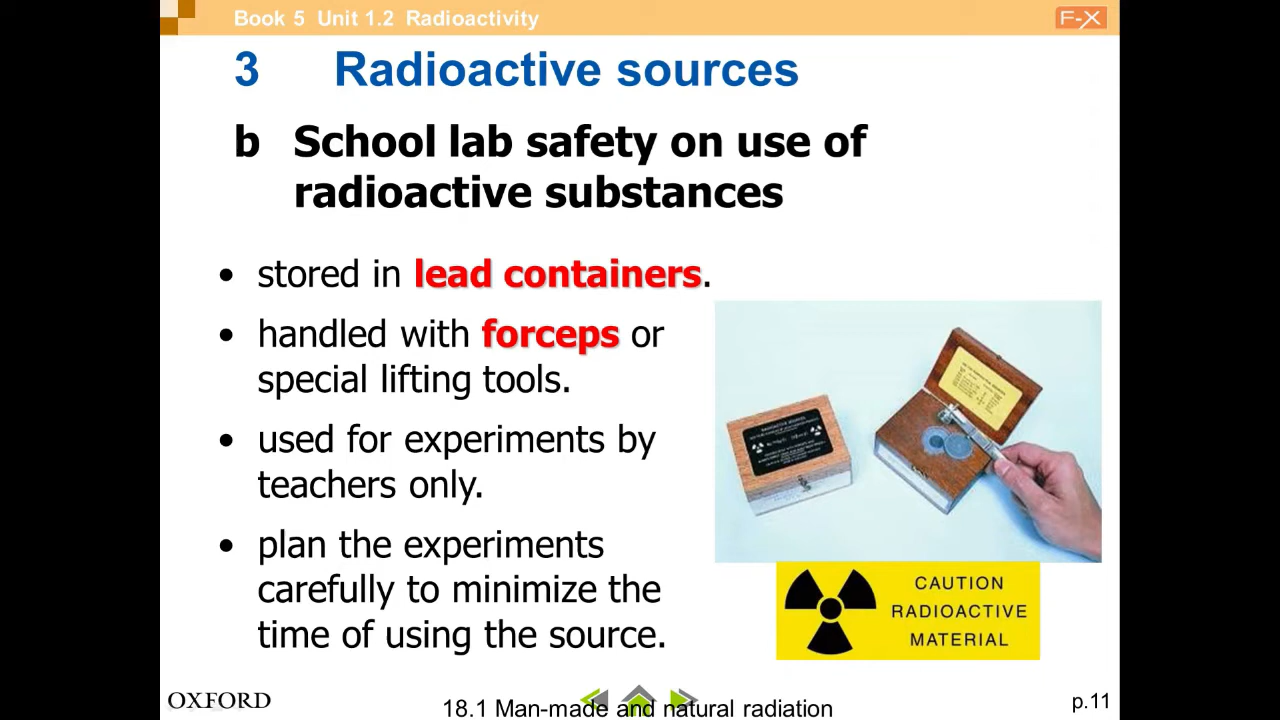 Book 5 Unit 1.2 Radioactivity
F-X
3 Radioactive sources
b School lab safety on use of
radioactive substances
• stored in lead containers.
• handled with forceps or
special lifting tools.
• used for experiments by
teachers only.
• plan the experiments
carefully to minimize the
time of using the source.
CAUTION
RADIOACTIVE
MATERIAL
OXFORD
18.1 Man-made and natural radiation
p.11